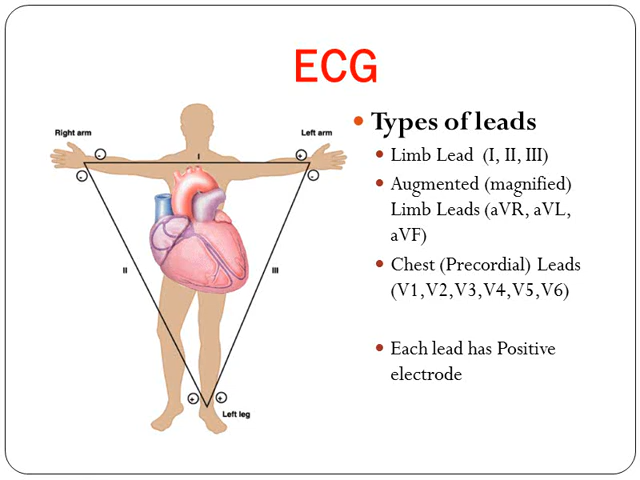 ECG
Right arm
Left arm
-
I
+
-
-
II
III
+
+
Left leg
• Types of leads
• Limb Lead (I, II, III)
• Augmented (magnified)
Limb Leads (aVR, aVL,
aVF)
• Chest (Precordial) Leads
(V1,V2,V3,V4,V5,V6)
• Each lead has Positive
electrode